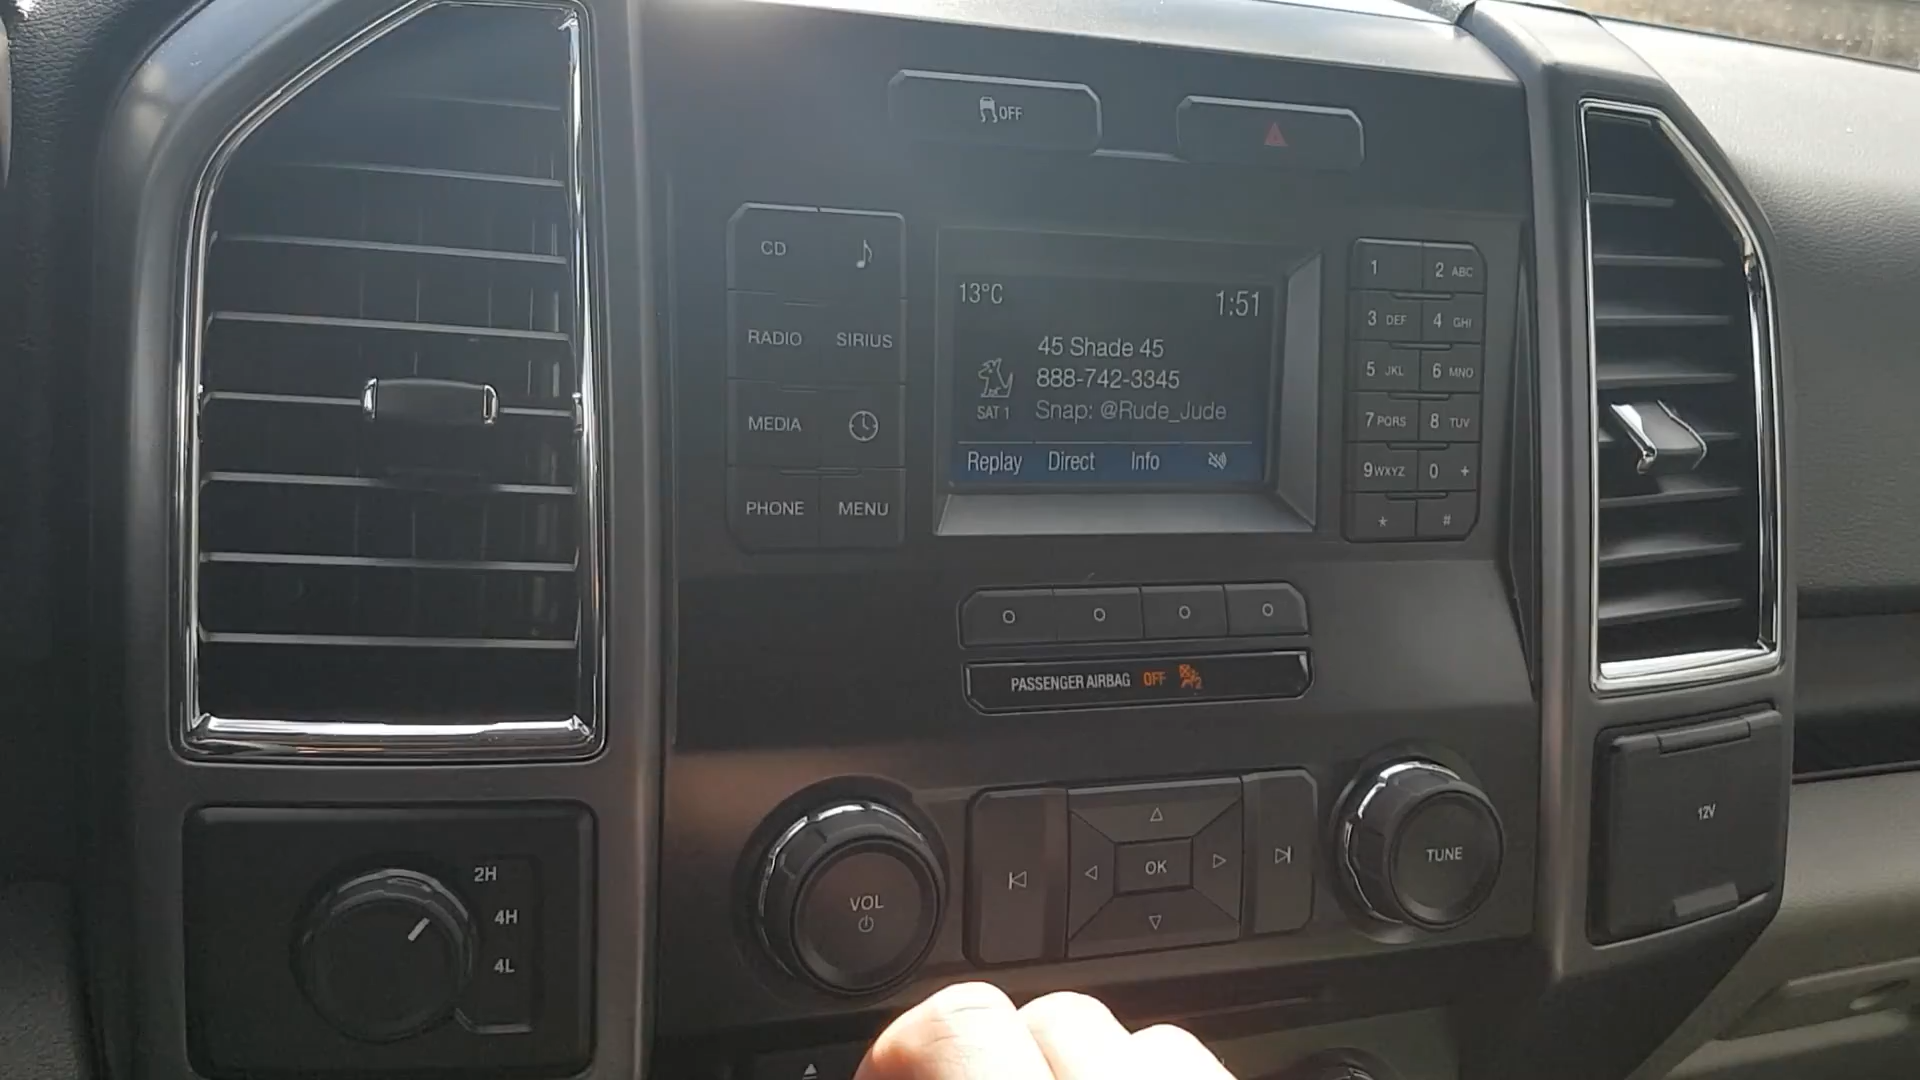 OFF
CD
RADIO SIRIUS
MEDIA
PHONE MENU
13°C 1:51
45 Shade 45
888-742-3345
SAT 1 Snap: @Rude_Jude
Replay Direct Info
1 2 ABC
3 DEF 4 GHI
5 JKL 6 MNO
7 PQRS 8 TUV
9 WXYZ 0 +
* #
PASSENGER AIRBAG OFF 2
2H
4H
4L
VOL
OK
TUNE
12V